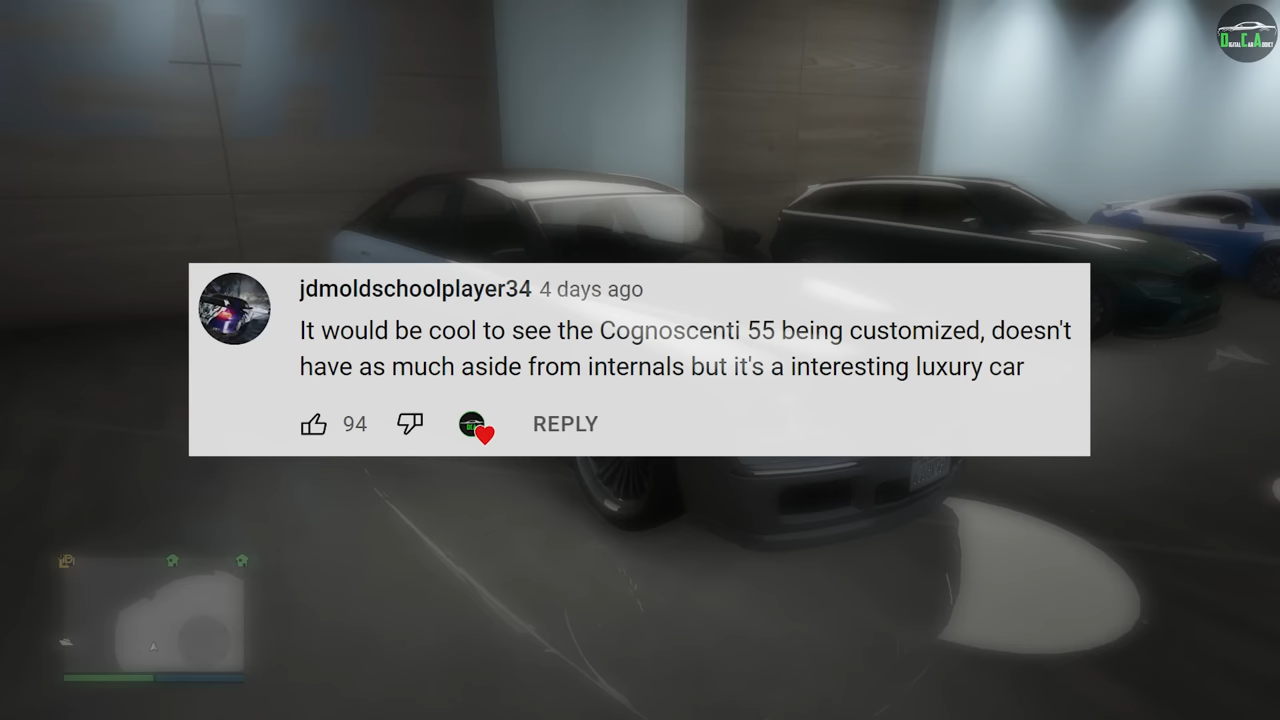 D.C.A
jdmoldschoolplayer34 4 days ago
It would be cool to see the Cognoscenti 55 being customized, doesn't
have as much aside from internals but it's a interesting luxury car
94
REPLY